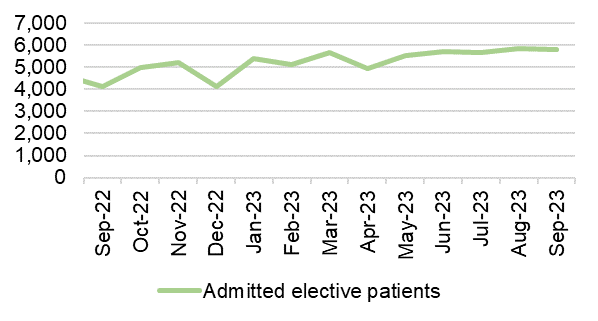 7,000
6,000
5,000
4,000
3,000
2,000
1,000
0
Sep-22
Oct-22
Nov-22
Dec-22
Jan-23
Feb-23
Mar-23
Apr-23
May-23
Jun-23
Jul-23
Aug-23
Sep-23
Admitted elective patients